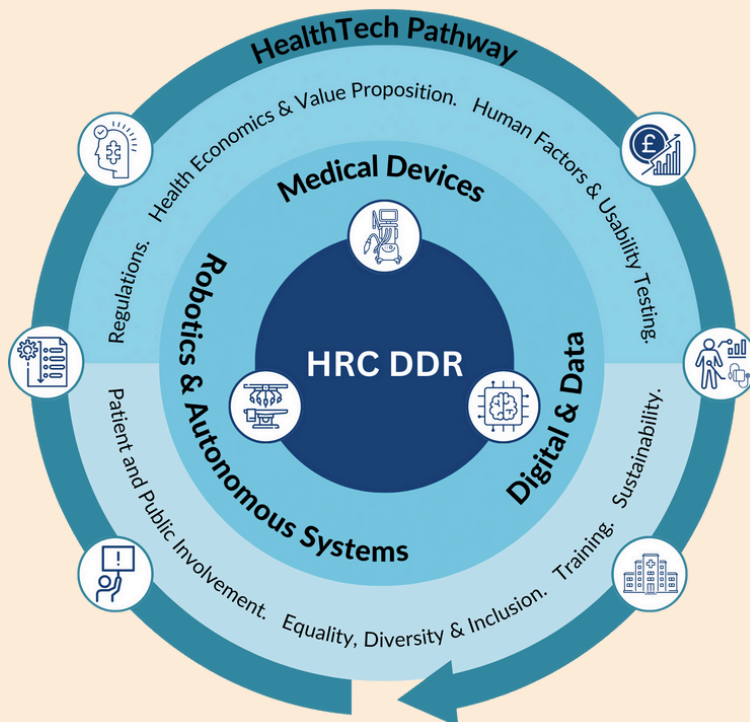 HealthTech Pathway
Regulations. Health Economics & Value Proposition. Human Factors & Usability Testing.
Medical Devices
Robotics & Autonomous Systems
Digital & Data
HRC DDR
£
Patient and Public Involvement. Equality, Diversity & Inclusion. Training. Sustainability.
!